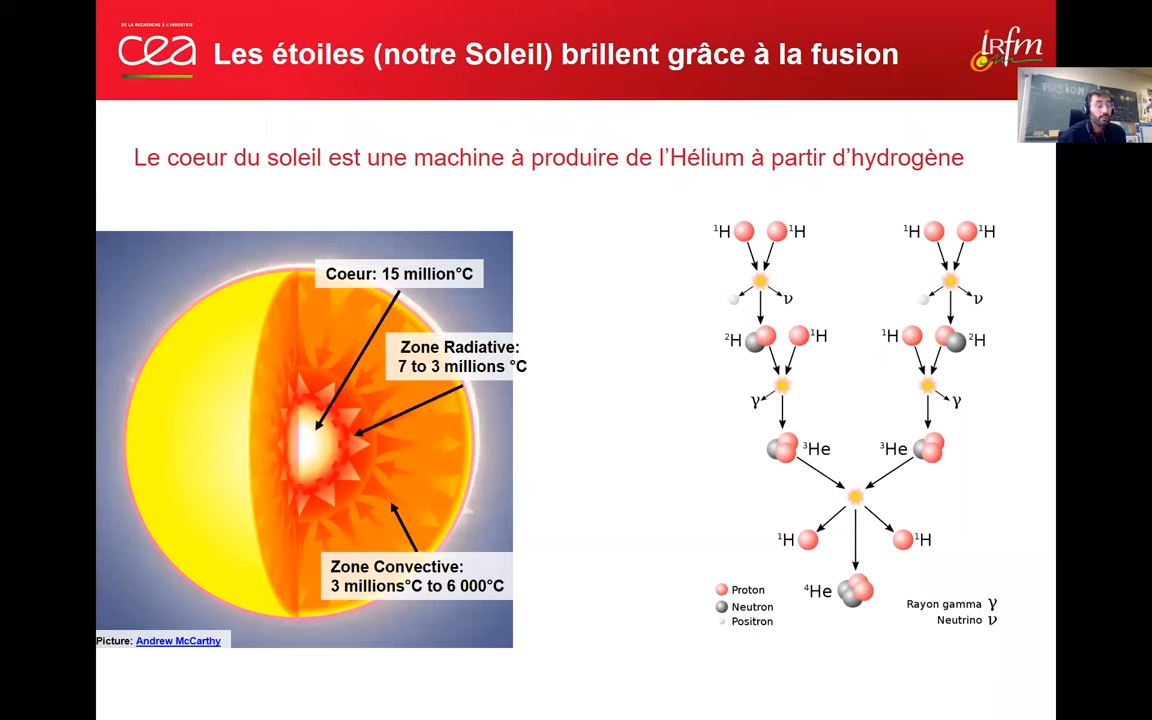 DE LA RECHERCHE À L'INDUSTRIE
cea
Les étoiles (notre Soleil) brillent grâce à la fusion
IRfm
FUSION
Le coeur du soleil est une machine à produire de l'Hélium à partir d'hydrogène
Coeur: 15 million°C
Zone Radiative:
7 to 3 millions °C
Zone Convective:
3 millions°C to 6 000°C
Picture: Andrew McCarthy
¹H ¹H ¹H ¹H
ν ν
²H ¹H ¹H ²H
γ γ
³He ³He
¹H ¹H
⁴He
Proton
Neutron
Positron
Rayon gamma γ
Neutrino ν